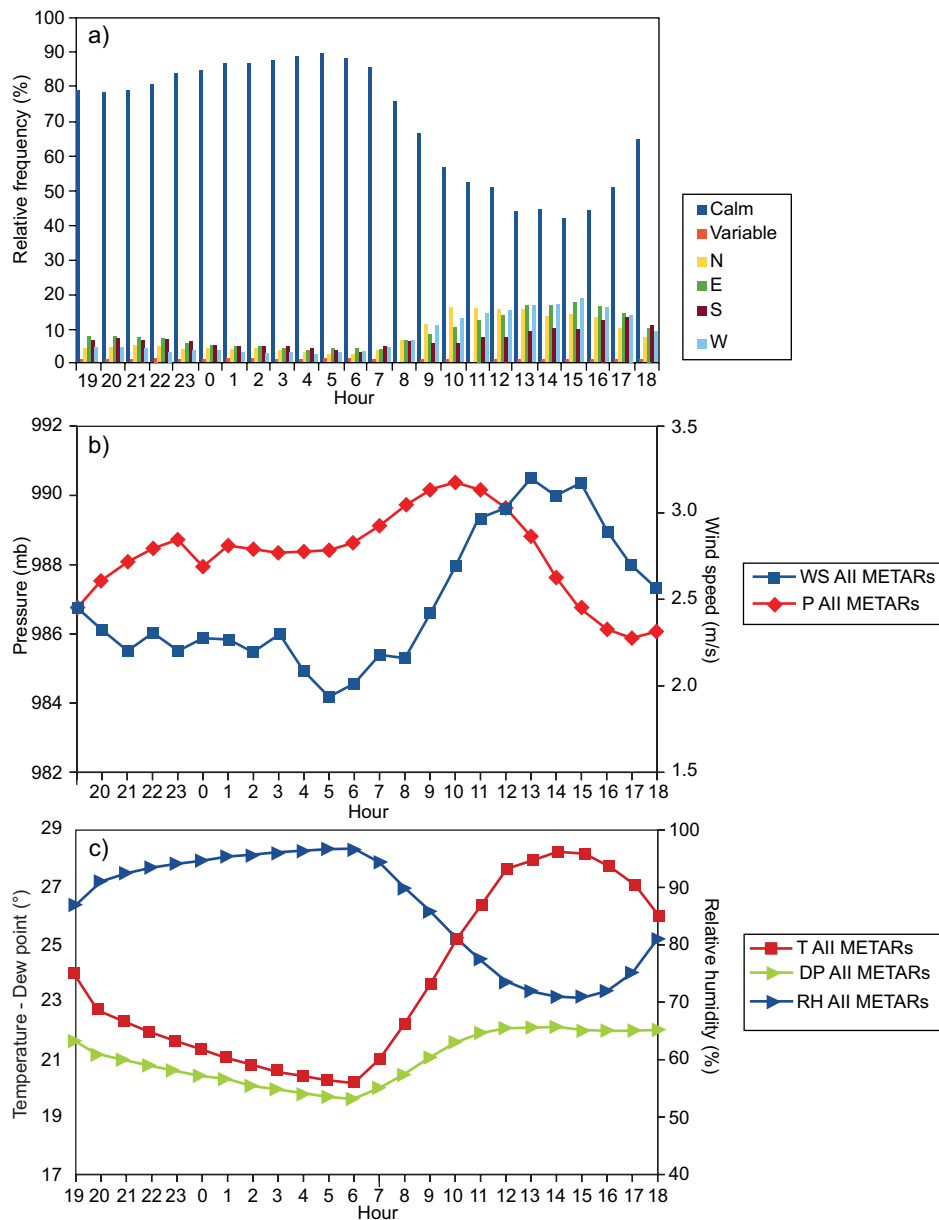 a)
Relative frequency (%)
100
90
80
70
60
50
40
30
20
10
0
19 20 21 22 23 0 1 2 3 4 5 6 7 8 9 10 11 12 13 14 15 16 17 18
Hour
Calm
Variable
N
E
S
W
b)
Pressure (mb)
992
990
988
986
984
982
3.5
3.0
2.5
2.0
1.5
Wind speed (m/s)
20 21 22 23 0 1 2 3 4 5 6 7 8 9 10 11 12 13 14 15 16 17 18
Hour
WS All METARs
P All METARs
c)
Temperature - Dew point (°)
29
27
25
23
21
19
17
100
90
80
70
60
50
40
Relative humidity
(%)
19 20 21 22 23 0 1 2 3 4 5 6 7 8 9 10 11 12 13 14 15 16 17 18
Hour
T All METARs
DP All METARs
RH All METARs